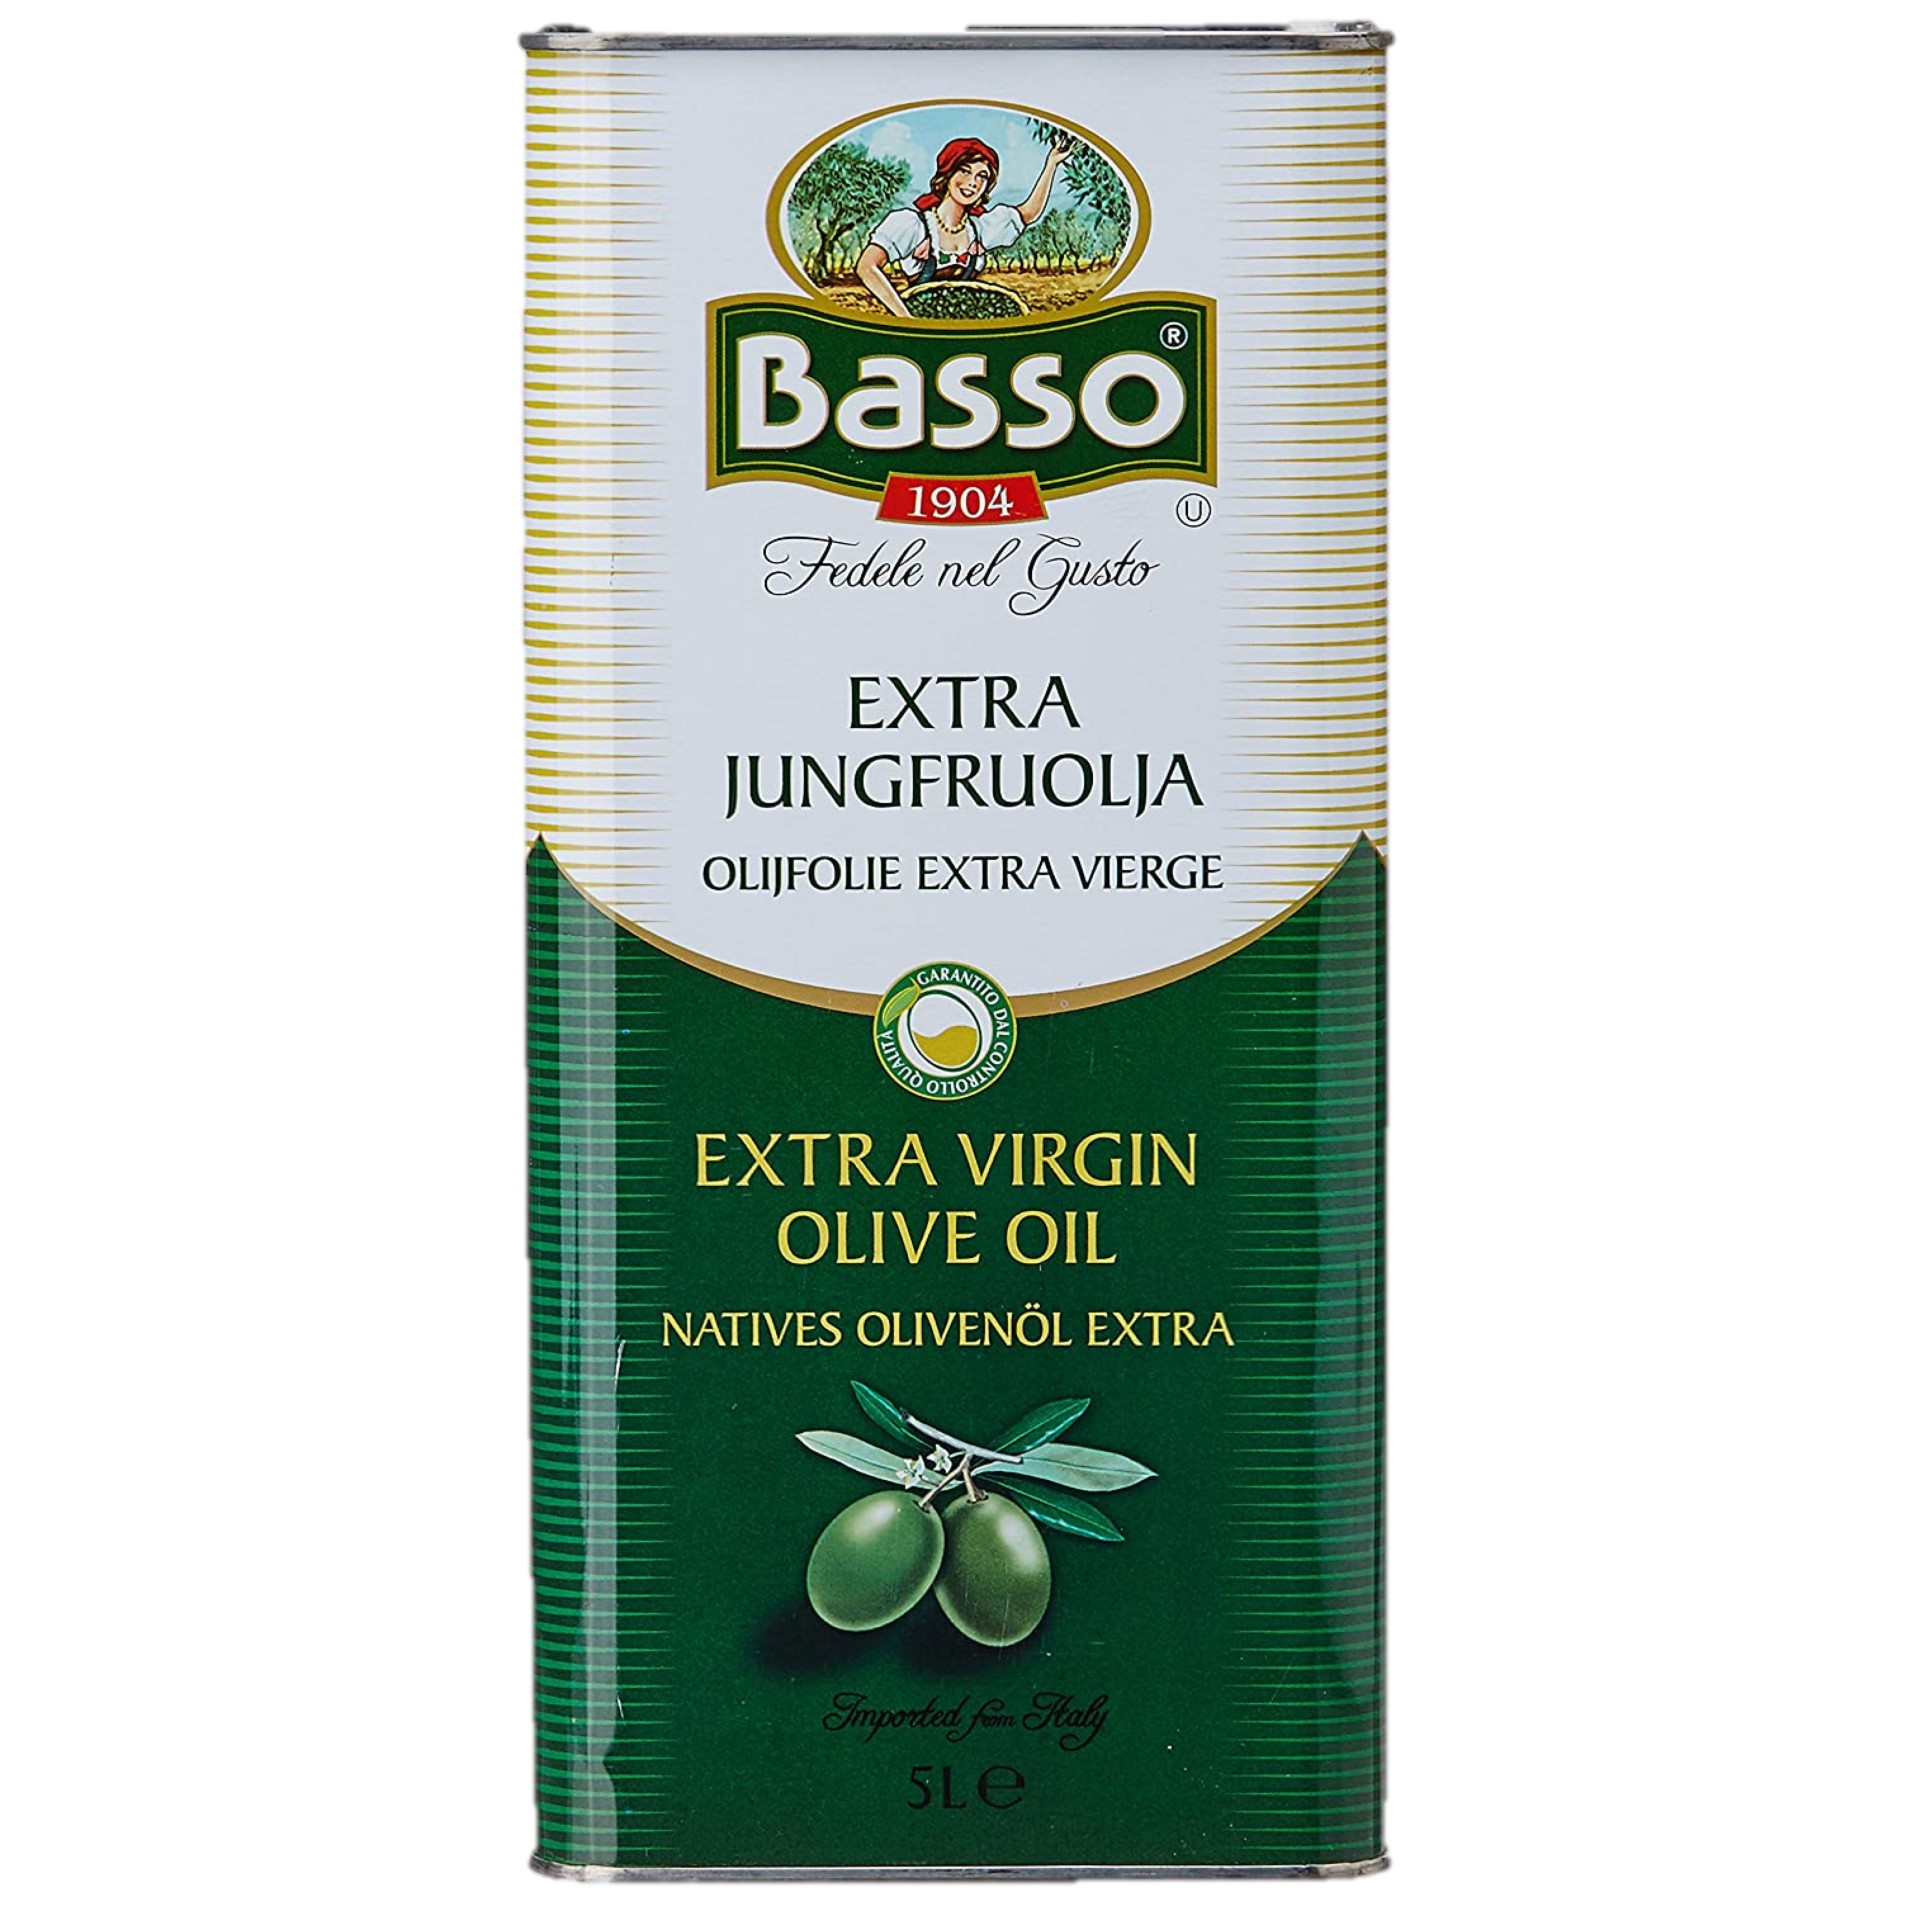 Basso®
1904
U
Fedele nel Gusto
EXTRA
JUNGFRUOLJA
OLIJFOLIE EXTRA VIERGE
GARANTITO DAL CONTROLLO QUALITÀ
EXTRA VIRGIN
OLIVE OIL
NATIVES OLIVENÖL EXTRA
Imported from Italy
5L e